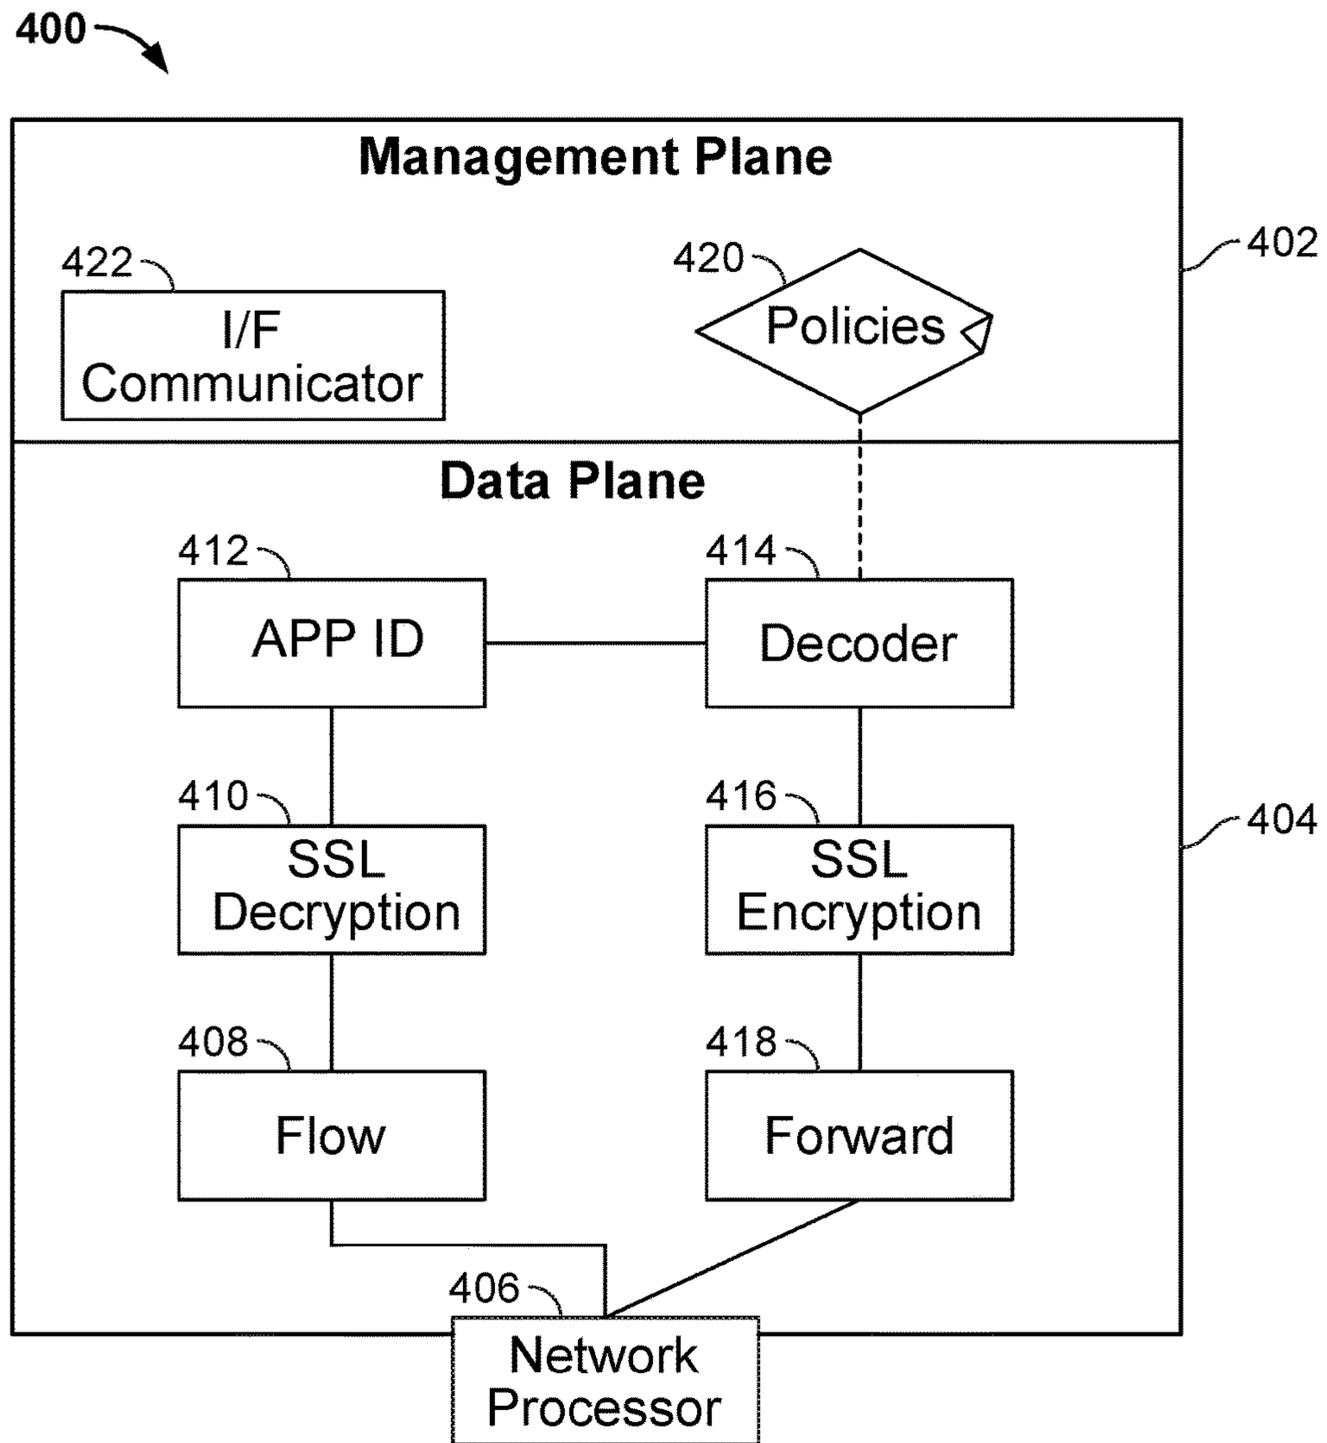 400
Management Plane
402
422
I/F
Communicator
420
Policies
Data Plane
412
APP ID
414
Decoder
410
SSL
Decryption
416
SSL
Encryption
404
408
Flow
418
Forward
406
Network
Processor